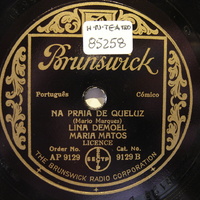 H-M-TEATRO
85258
Brunswick
Português Cómico
NA PRAIA DE QUELUZ
(Mario Marques)
LINA DEMOEL
MARIA MATOS
LICENCE
Order No. Cat. No.
AP 9129 9129 B
THE BRUNSWICK RADIO CORPORATION